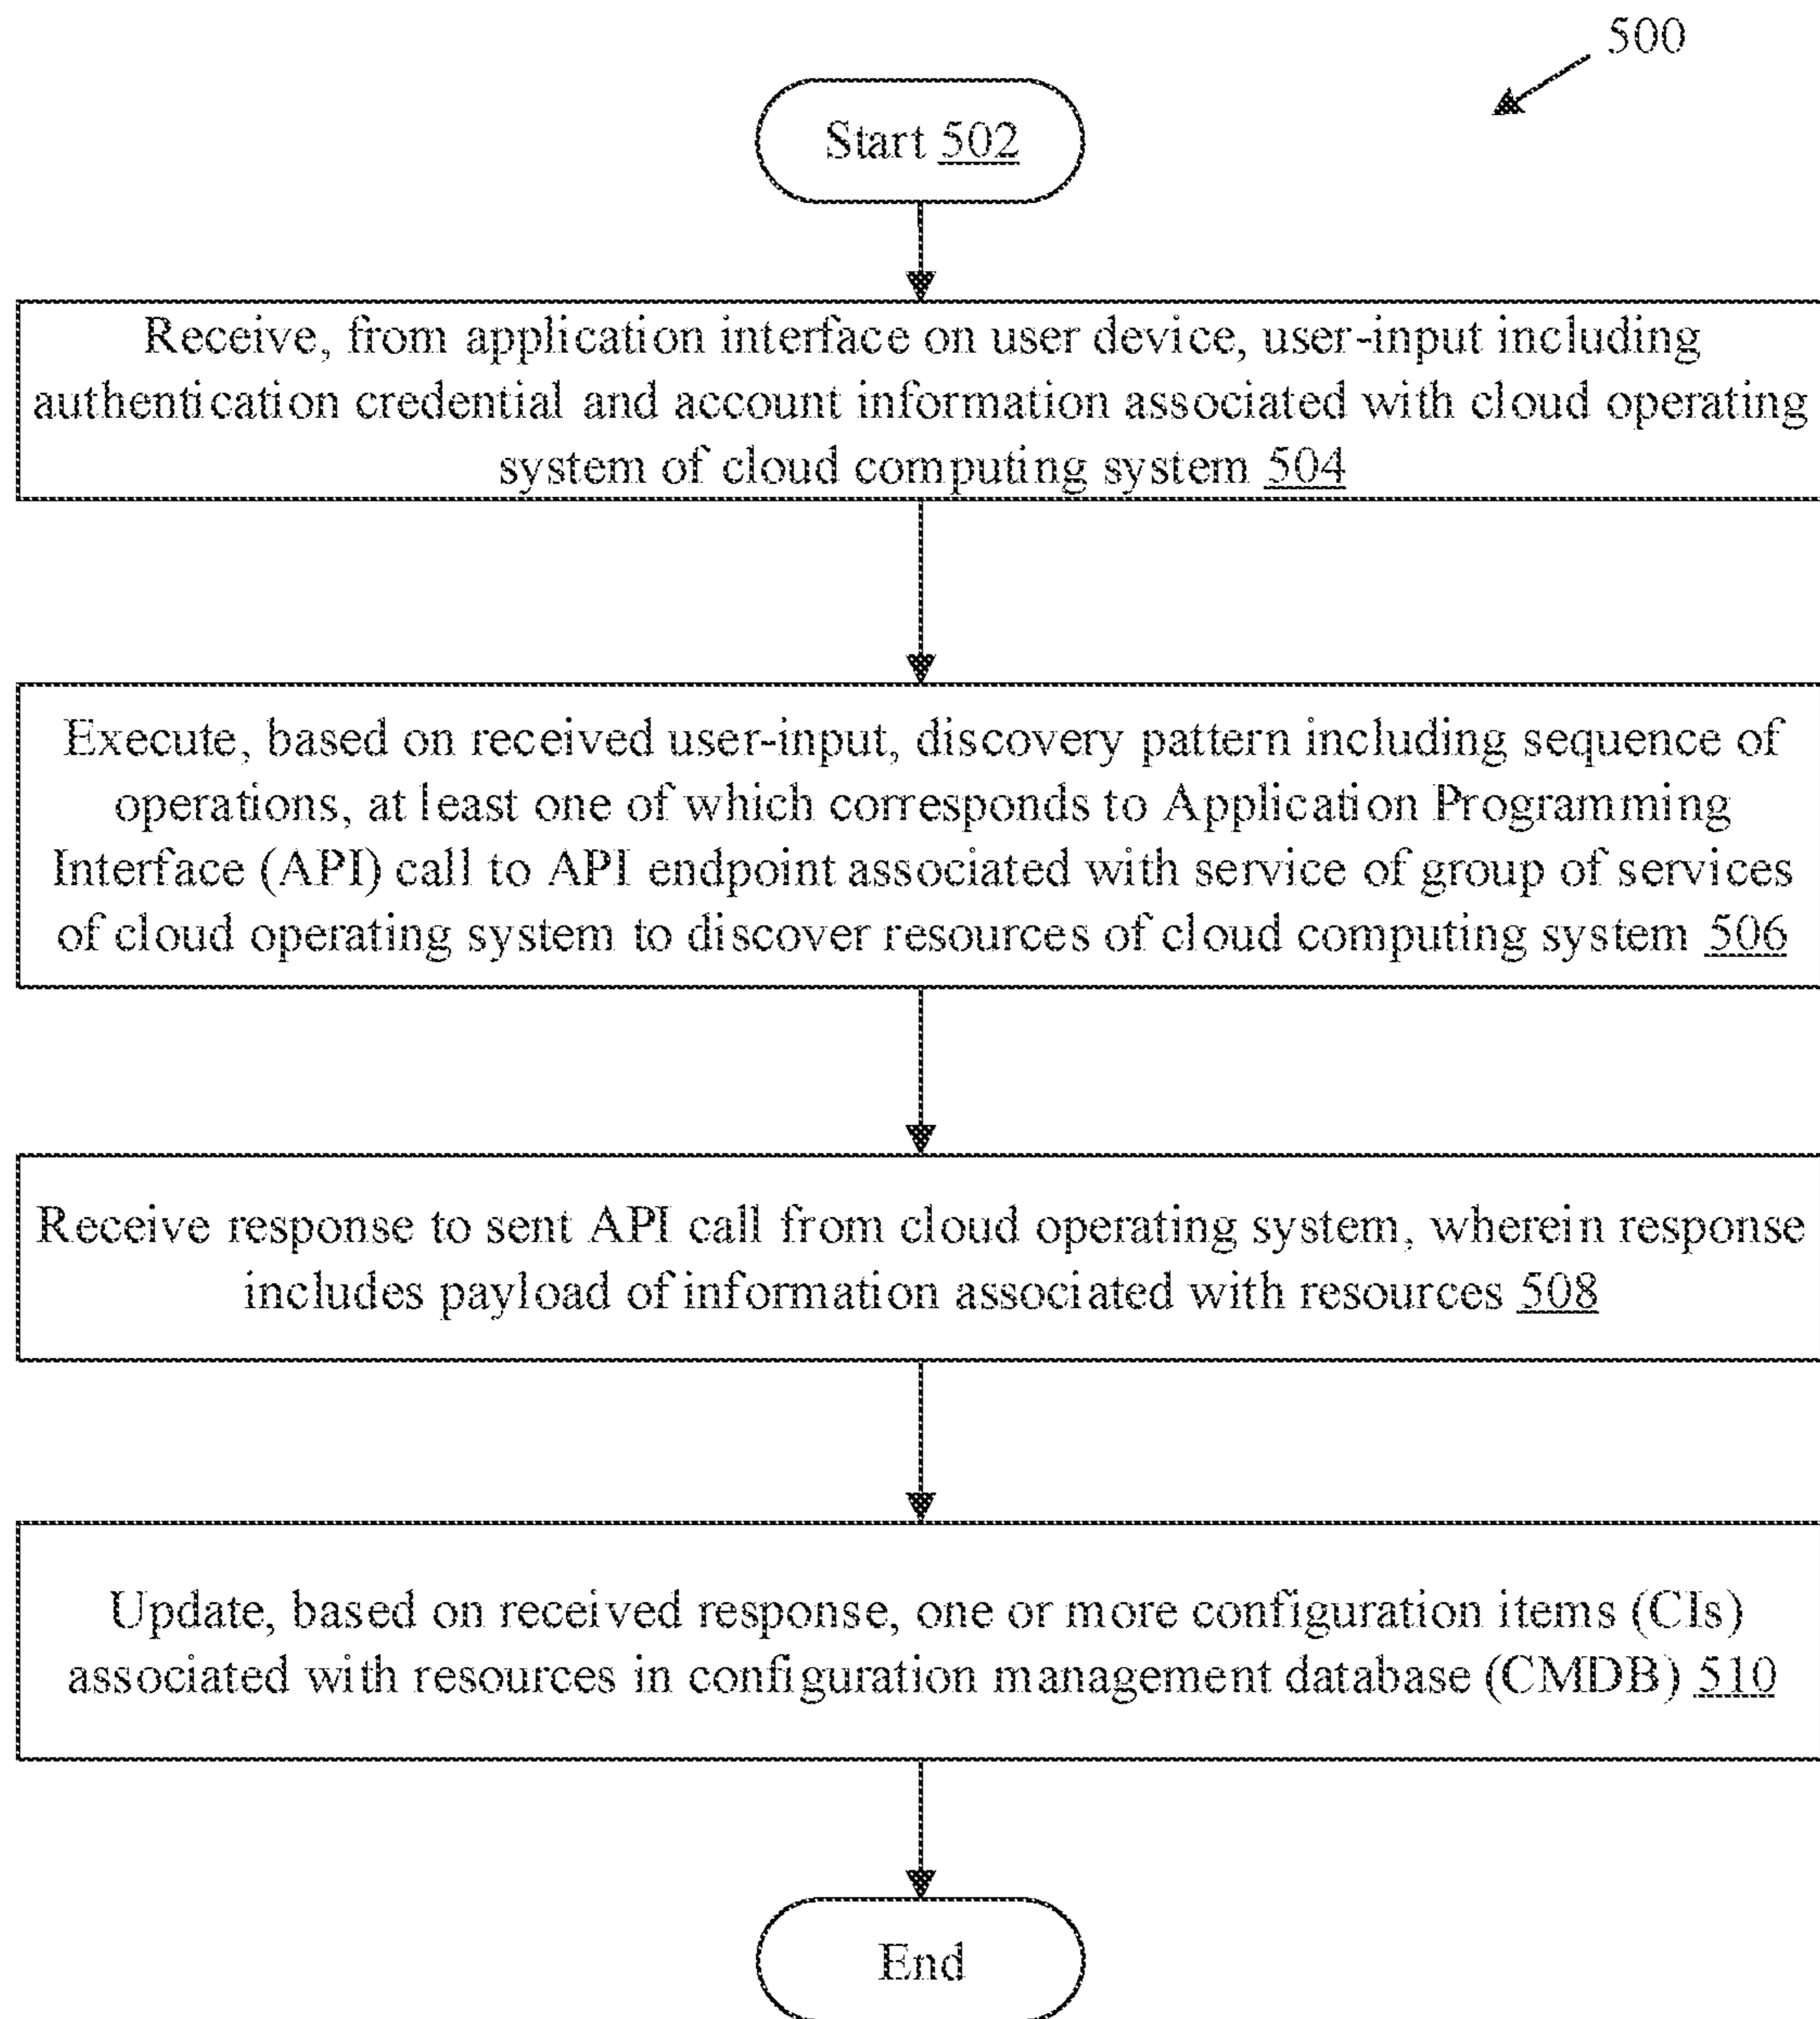 500
Start 502
Receive, from application interface on user device, user-input including
authentication credential and account information associated with cloud operating
system of cloud computing system 504
Execute, based on received user-input, discovery pattern including sequence of
operations, at least one of which corresponds to Application Programming
Interface (API) call to API endpoint associated with service of group of services
of cloud operating system to discover resources of cloud computing system 506
Receive response to sent API call from cloud operating system, wherein response
includes payload of information associated with resources 508
Update, based on received response, one or more configuration items (CIs)
associated with resources in configuration management database (CMDB) 510
End